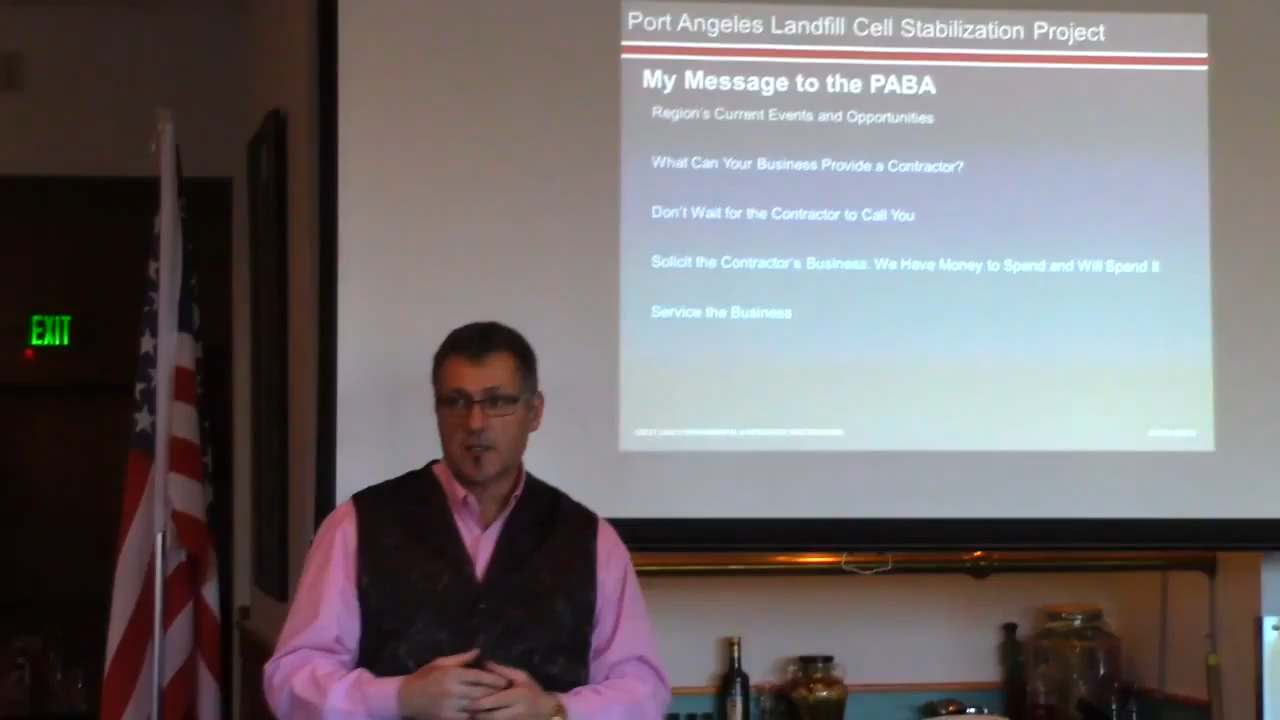 Port Angeles Landfill Cell Stabilization Project
My Message to the PABA
Region's Current Events and Opportunities
What Can Your Business Provide a Contractor?
Don't Wait for the Contractor to Call You
Solicit the Contractor's Business. We Have Money to Spend and Will Spend It
Service the Business
EXIT